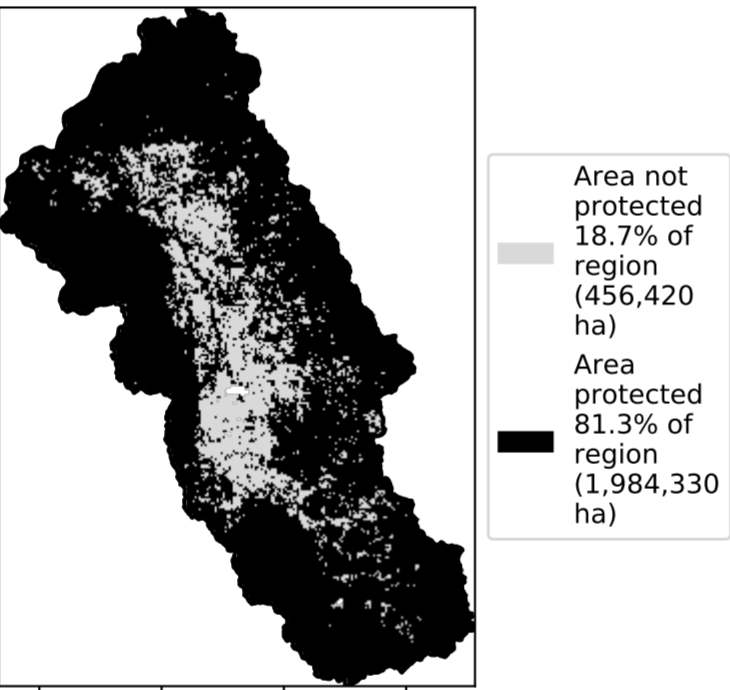 Area not
protected
18.7% of
region
(456,420
ha)
Area
protected
81.3% of
region
(1,984,330
ha)